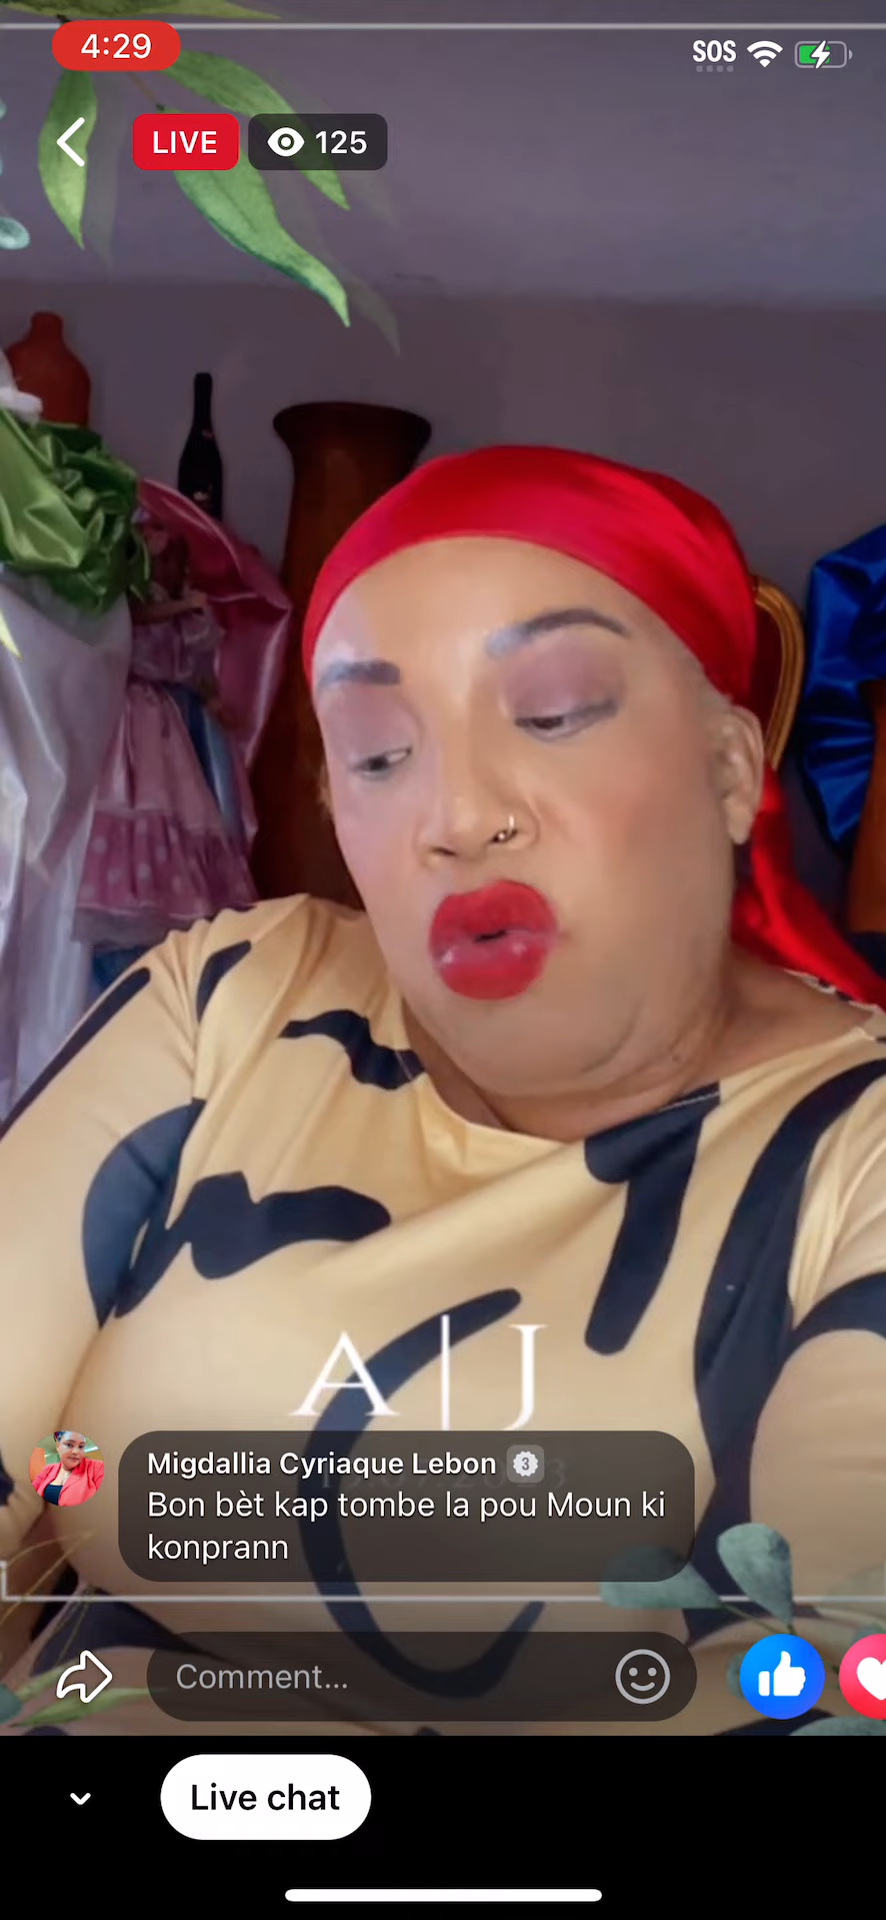 4:29
SOS
LIVE
125
A | J
Migdallia Cyriaque Lebon 3
Bon bèt kap tombe la pou Moun ki
konprann
Comment...
Live chat